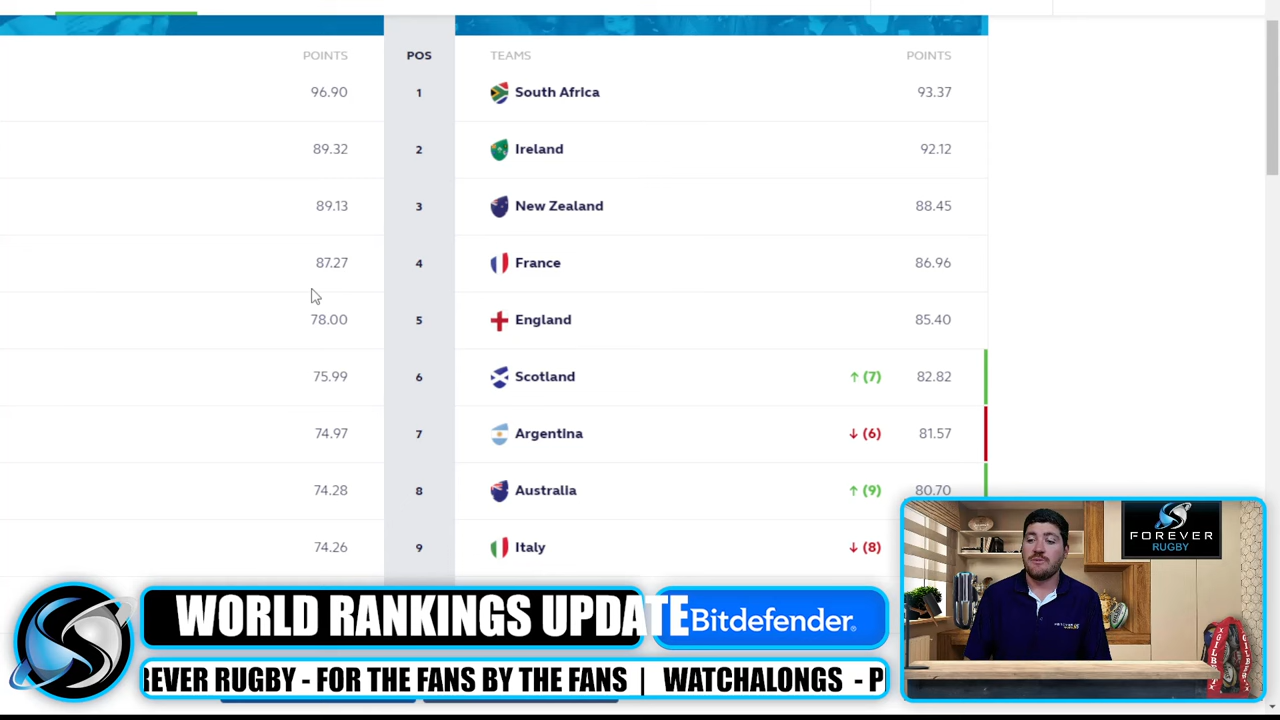 POINTS POS TEAMS POINTS
96.90 1 South Africa 93.37
89.32 2 Ireland 92.12
89.13 3 New Zealand 88.45
87.27 4 France 86.96
78.00 5 England 85.40
75.99 6 Scotland ↑ (7) 82.82
74.97 7 Argentina ↓ (6) 81.57
74.28 8 Australia ↑ (9) 80.70
74.26 9 Italy ↓ (8)
FOREVER
RUGBY
WORLD RANKINGS UPDATE Bitdefender.
REVER RUGBY - FOR THE FANS BY THE FANS | WATCHALONGS - P